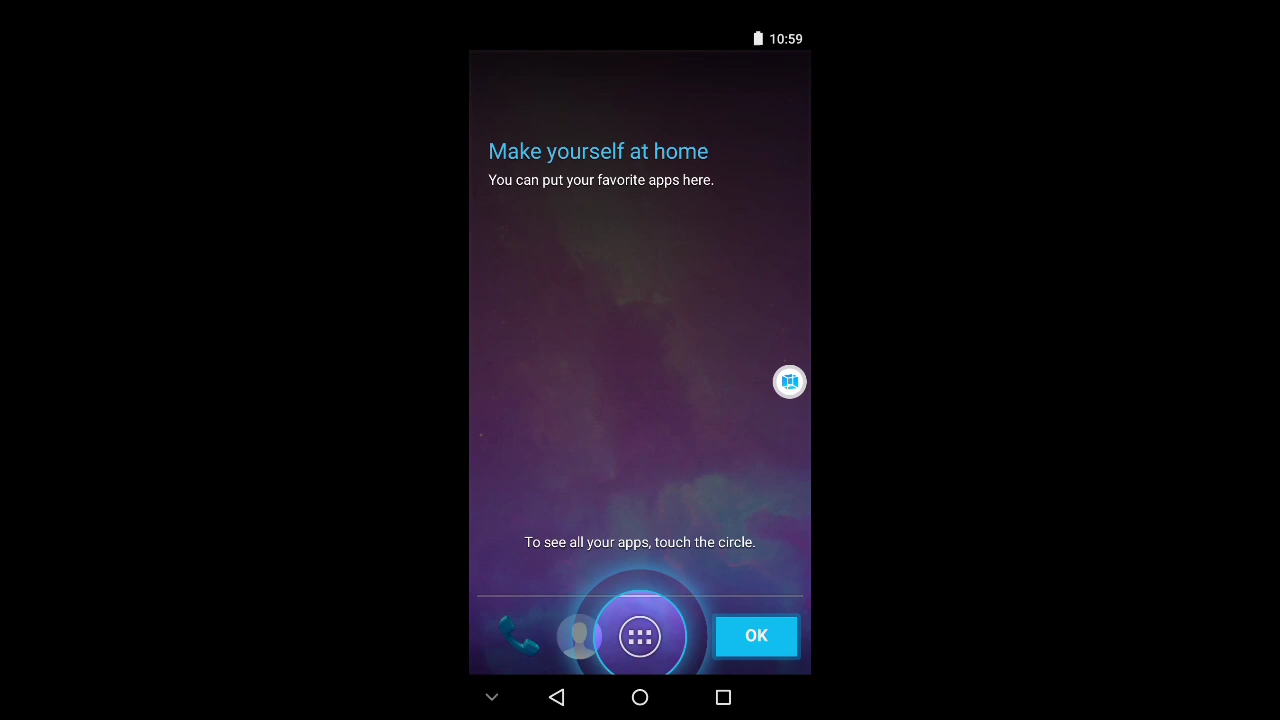 10:59
Make yourself at home
You can put your favorite apps here.
To see all your apps, touch the circle.
OK